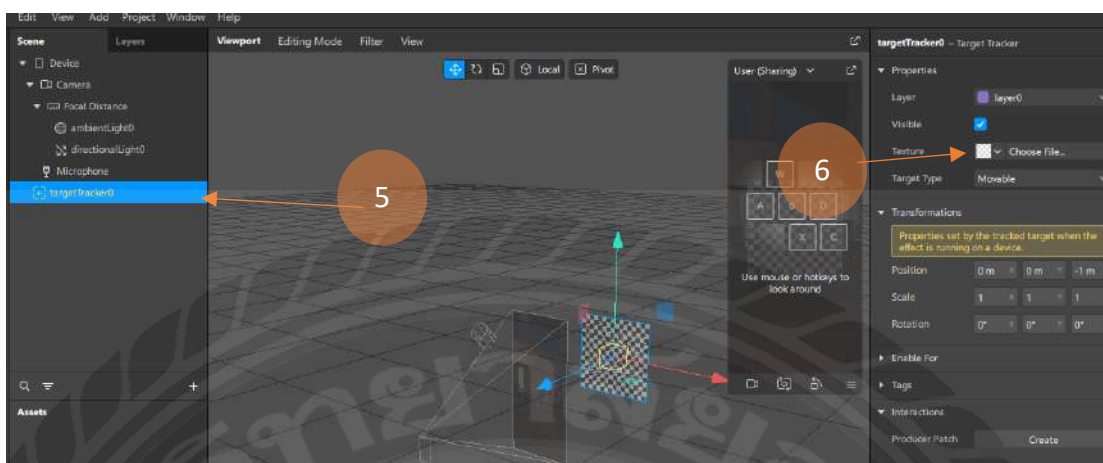 Edit View Add Project Window Help
Scene Layers
Viewport Editing Mode Filter View
targetTracker0 – Target Tracker
Device
Camera
Focal Distance
ambientLight0
directionalLight0
Microphone
targetTracker0
Local Pivot
User (Sharing)
5
W
A S D
X C
Use mouse or hotkeys to
look around
6
Properties
Layer layer0
Visible
Texture Choose File...
Target Type Movable
Transformations
Properties set by the tracked target when the
effect is running on a device.
Position 0 m X 0 m Y -1 m
Scale 1 X 1 Y 1
Rotation 0° X 0° Y 0°
Enable For
Tags
Interactions
Producer Patch Create
Assets